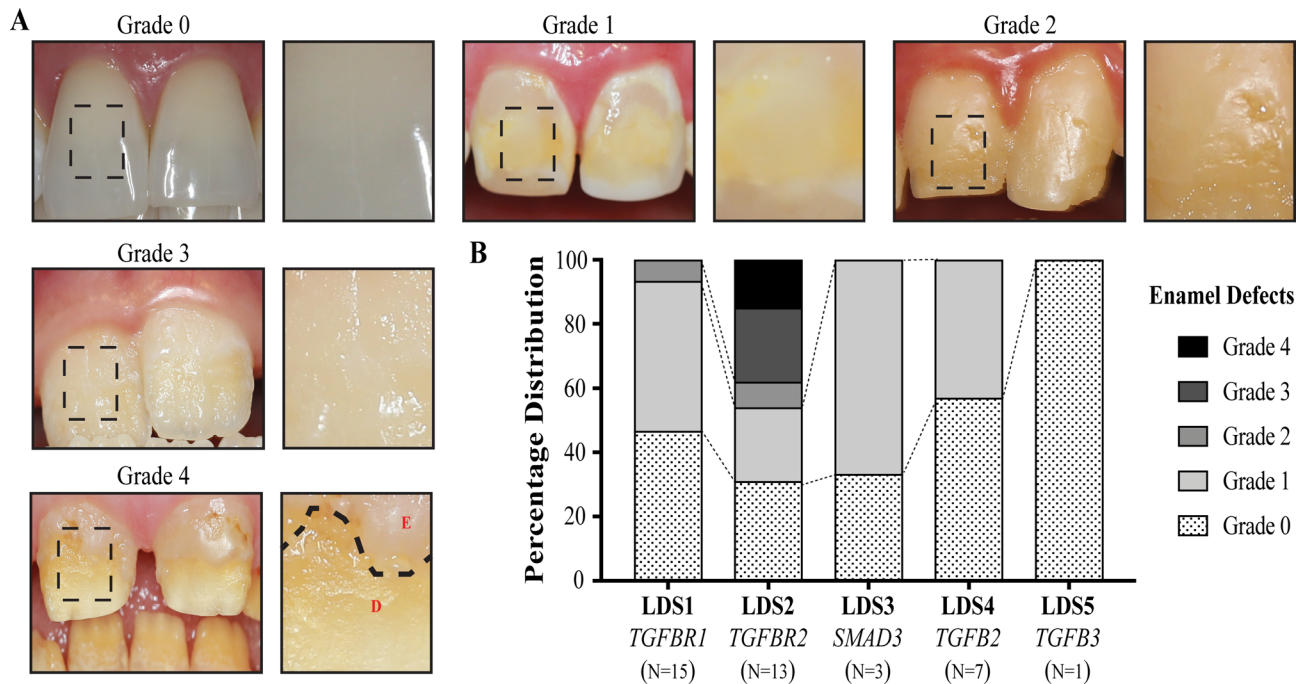 A
Grade 0
Grade 1
Grade 2
Grade 3
Grade 4
E
D
B
Percentage Distribution
100
80
60
40
20
0
LDS1 LDS2 LDS3 LDS4 LDS5
TGFBR1 TGFBR2 SMAD3 TGFB2 TGFB3
(N=15) (N=13) (N=3) (N=7) (N=1)
Enamel Defects
Grade 4
Grade 3
Grade 2
Grade 1
Grade 0